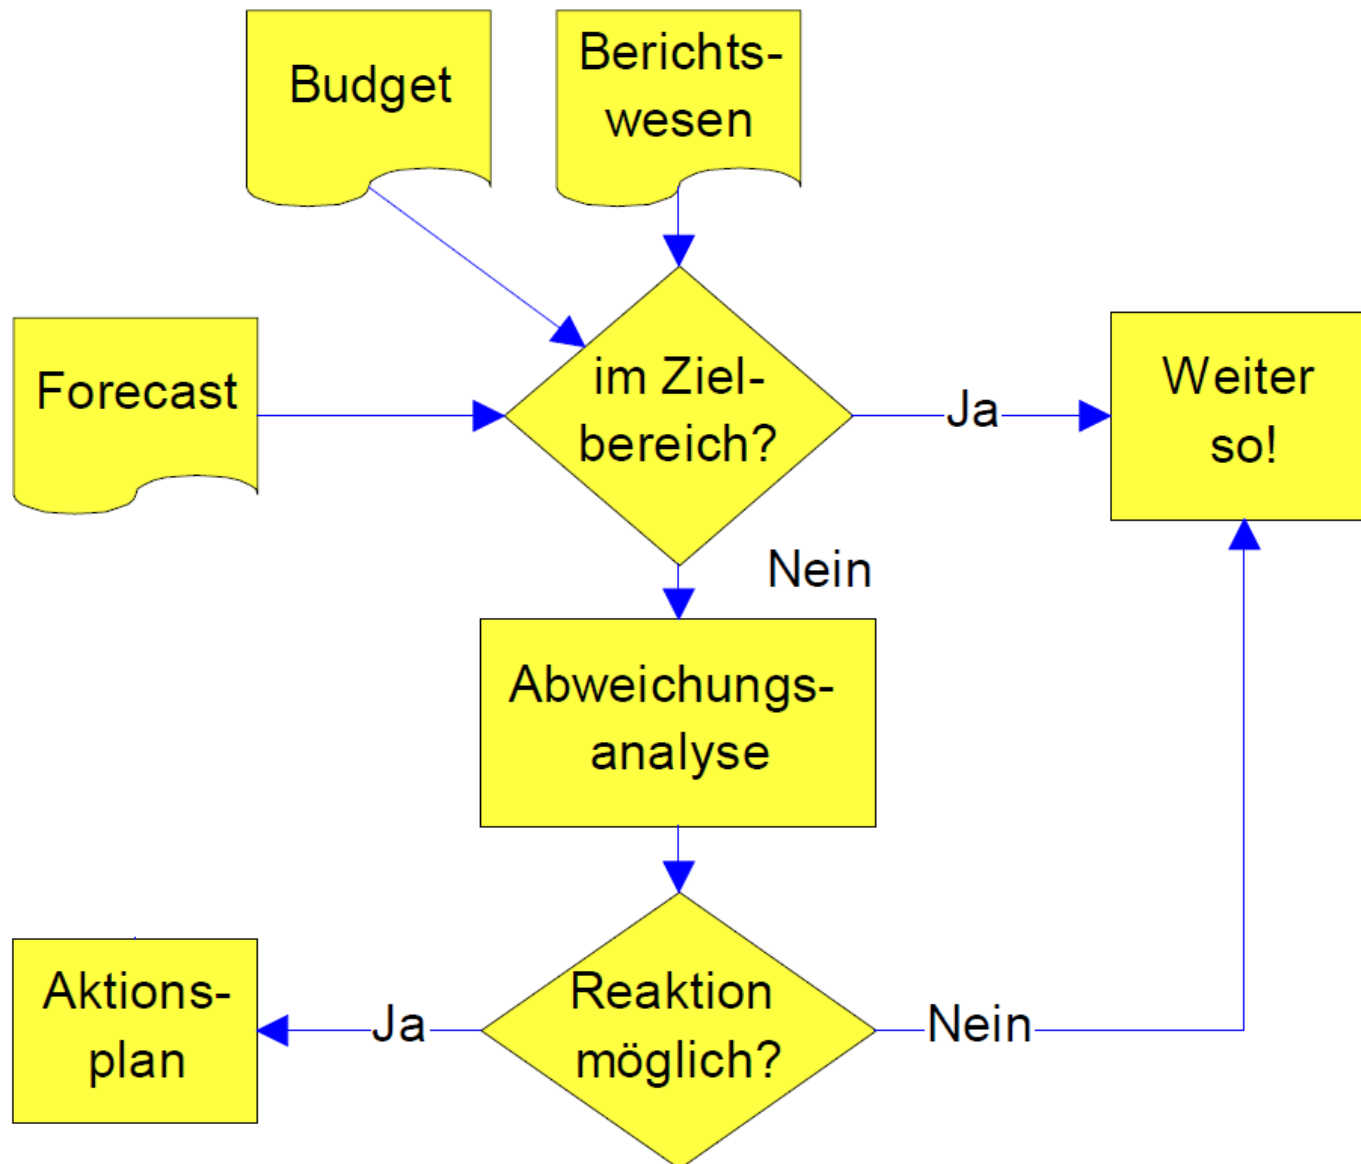 Budget
Berichts-
wesen
Forecast
im Ziel-
bereich?
Ja
Weiter
so!
Nein
Abweichungs-
analyse
Aktions-
plan
Ja
Reaktion
möglich?
Nein